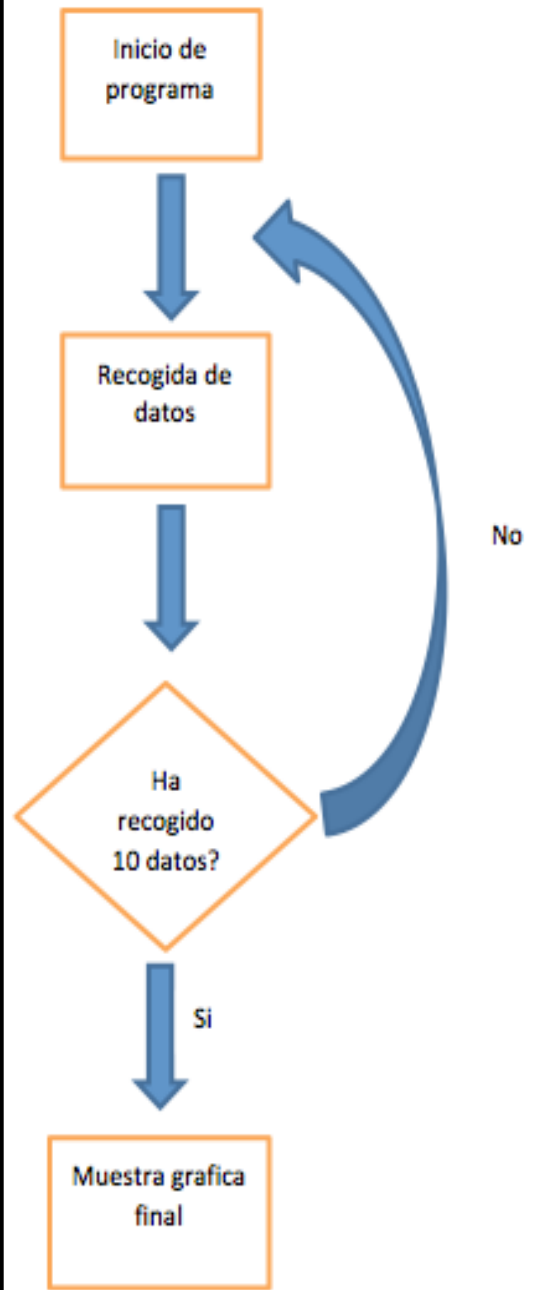 Inicio de
programa
Recogida de
datos
No
Ha
recogido
10 datos?
Si
Muestra grafica
final